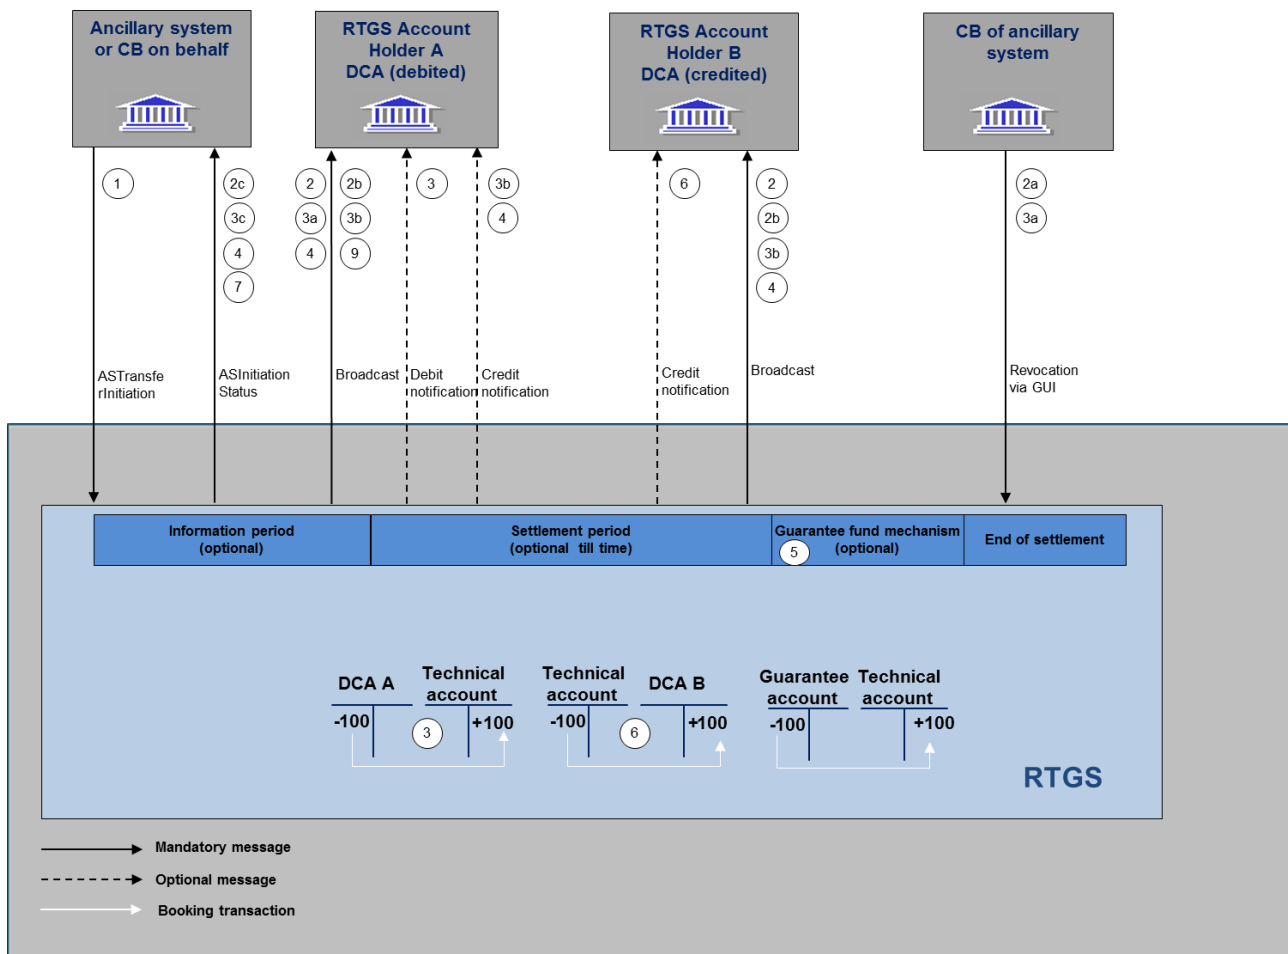 Ancillary system
or CB on behalf
RTGS Account
Holder A
DCA (debited)
RTGS Account
Holder B
DCA (credited)
CB of ancillary
system
1
2c
3c
4
7
2
3a
4
2b
3b
9
3
3b
4
6
2
2b
3b
4
2a
3a
ASTransfe
rInitiation
ASInitiation
Status
Broadcast
Debit
notification
Credit
notification
Credit
notification
Broadcast
Revocation
via GUI
Information period
(optional)
Settlement period
(optional till time)
Guarantee fund mechanism
(optional)
5
End of settlement
DCA A
Technical
account
-100
3
+100
Technical
account
DCA B
-100
6
+100
Guarantee
account
Technical
account
-100
+100
RTGS
Mandatory message
Optional message
Booking transaction